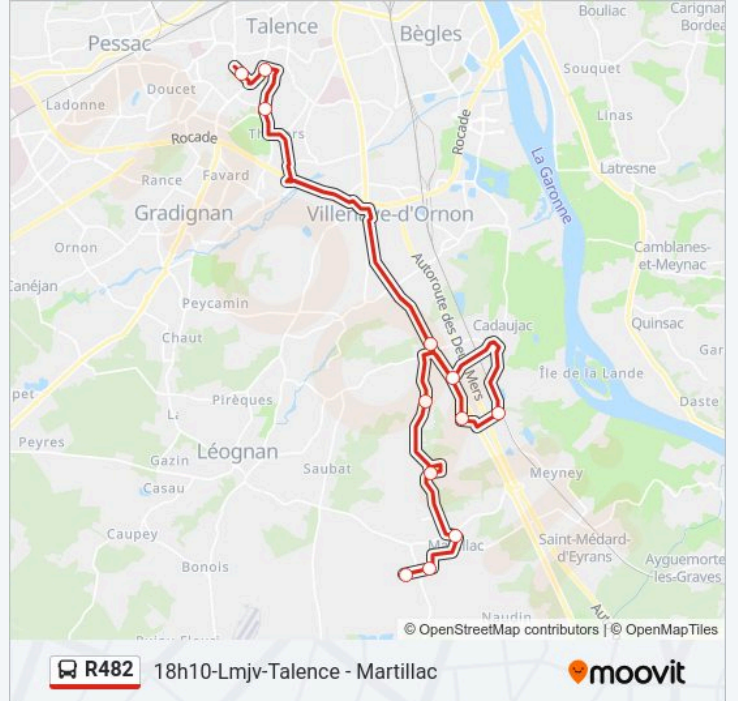 Bouliac
Carignan
Bordea
Talence
Pessac
Bègles
Souquet
Doucet
Ladonne
Linas
Rocade
Rocade
La Garonne
Latresne
Rance
Favard
Gradignan
Villenave-d'Ornon
Ornon
Camblanes-
et-Meynac
Canéjan
Peycamin
Autoroute des Deux Mers
Cadaujac
Quinsac
Chaut
Île de la Lande
Pirèques
Daste
Peyres
Léognan
Gazin
Saubat
Casau
Meyney
Caupey
Martillac
Saint-Médard-
d'Eyrans
Bonois
Ayguemorte
-les-Graves
Naudin
© OpenStreetMap contributors | © OpenMapTiles
R482 18h10-Lmjv-Talence - Martillac
moovit